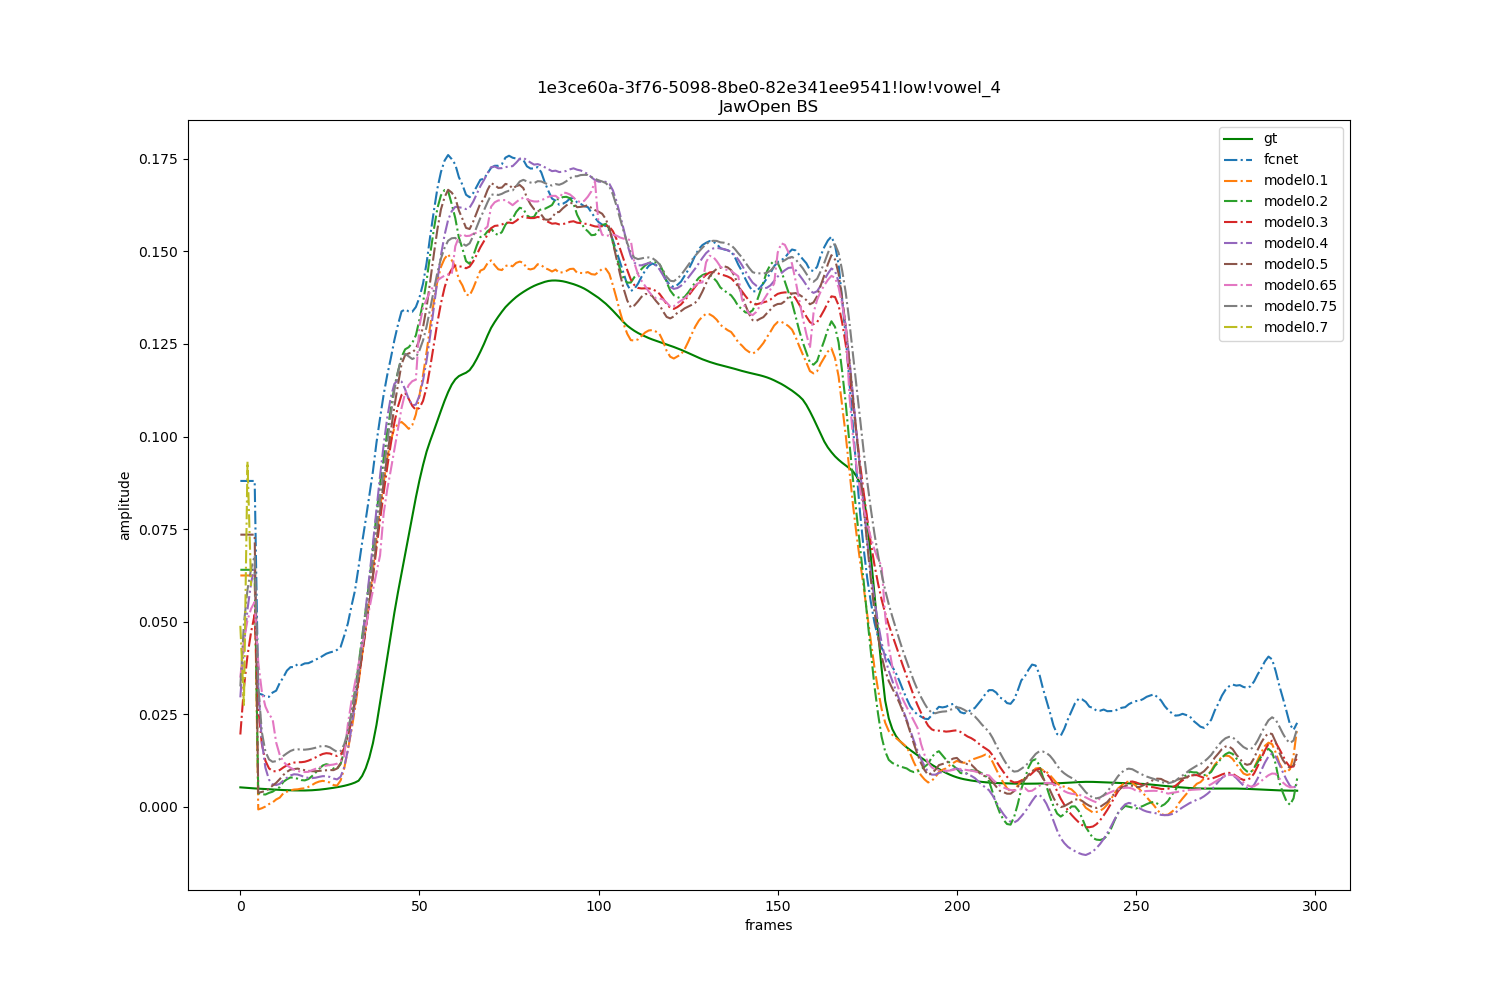 1e3ce60a-3f76-5098-8be0-82e341ee9541!low!vowel_4
JawOpen BS
gt
fcnet
model0.1
model0.2
model0.3
model0.4
model0.5
model0.65
model0.75
model0.7
0.175
0.150
0.125
0.100
0.075
0.050
0.025
0.000
amplitude
0 50 100 150 200 250 300
frames